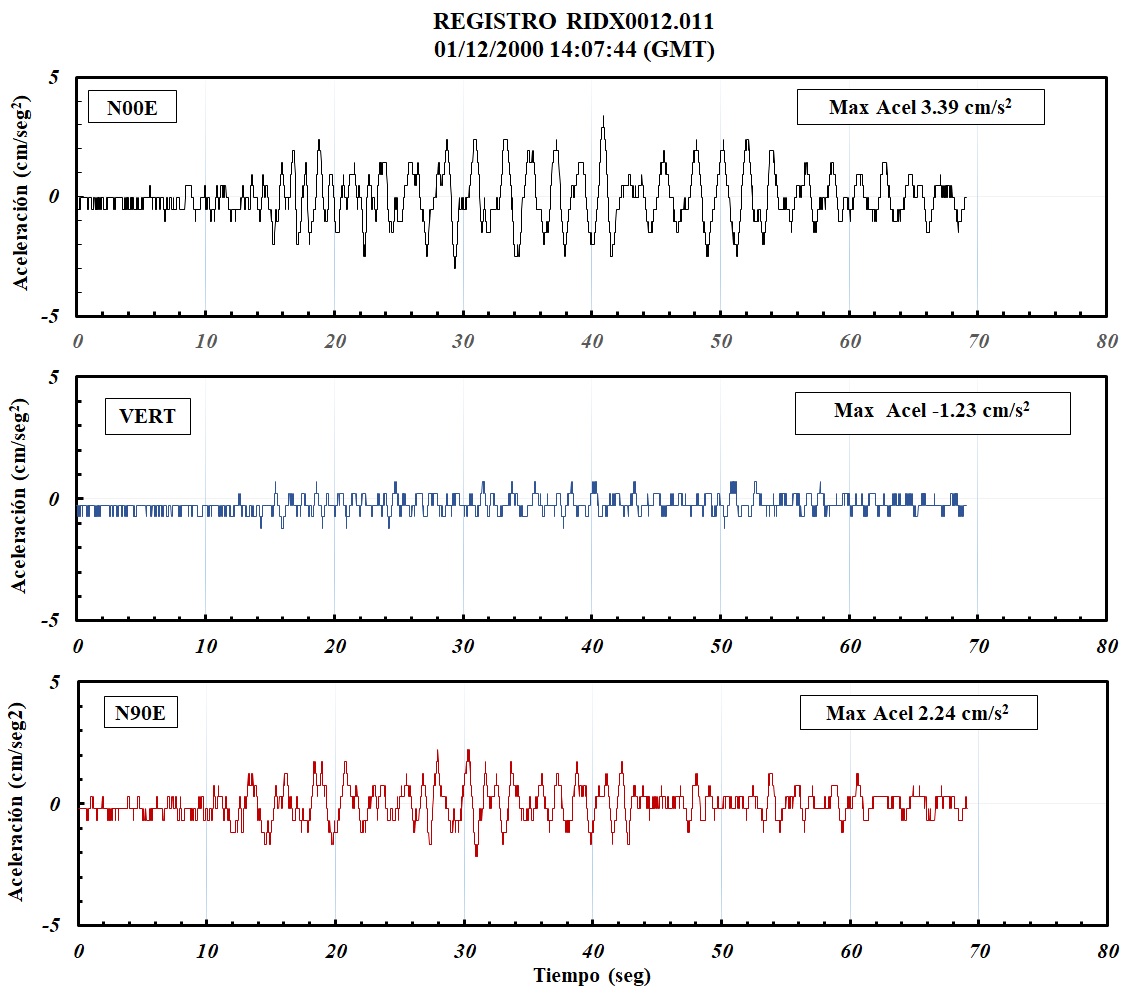 REGISTRO RIDX0012.011
01/12/2000 14:07:44 (GMT)
5
N00E
Max Acel 3.39 cm/s²
Aceleración (cm/seg²)
0
-5
0 10 20 30 40 50 60 70 80
5
VERT
Max Acel -1.23 cm/s²
Aceleración (cm/seg²)
0
-5
0 10 20 30 40 50 60 70 80
5
N90E
Max Acel 2.24 cm/s²
Aceleración (cm/seg2)
0
-5
0 10 20 30 40 50 60 70 80
Tiempo (seg)